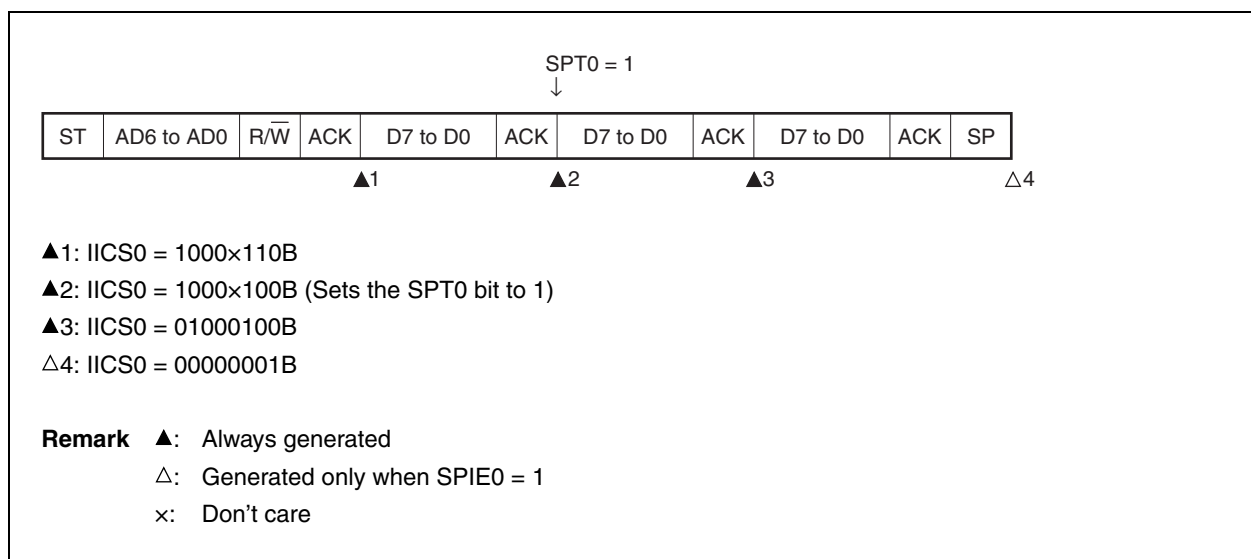 SPT0 = 1
↓
ST AD6 to AD0 R/W̅ ACK D7 to D0 ACK D7 to D0 ACK D7 to D0 ACK SP
▲1 ▲2 ▲3 △4
▲1: IICS0 = 1000×110B
▲2: IICS0 = 1000×100B (Sets the SPT0 bit to 1)
▲3: IICS0 = 01000100B
△4: IICS0 = 00000001B
Remark ▲: Always generated
△: Generated only when SPIE0 = 1
×: Don't care